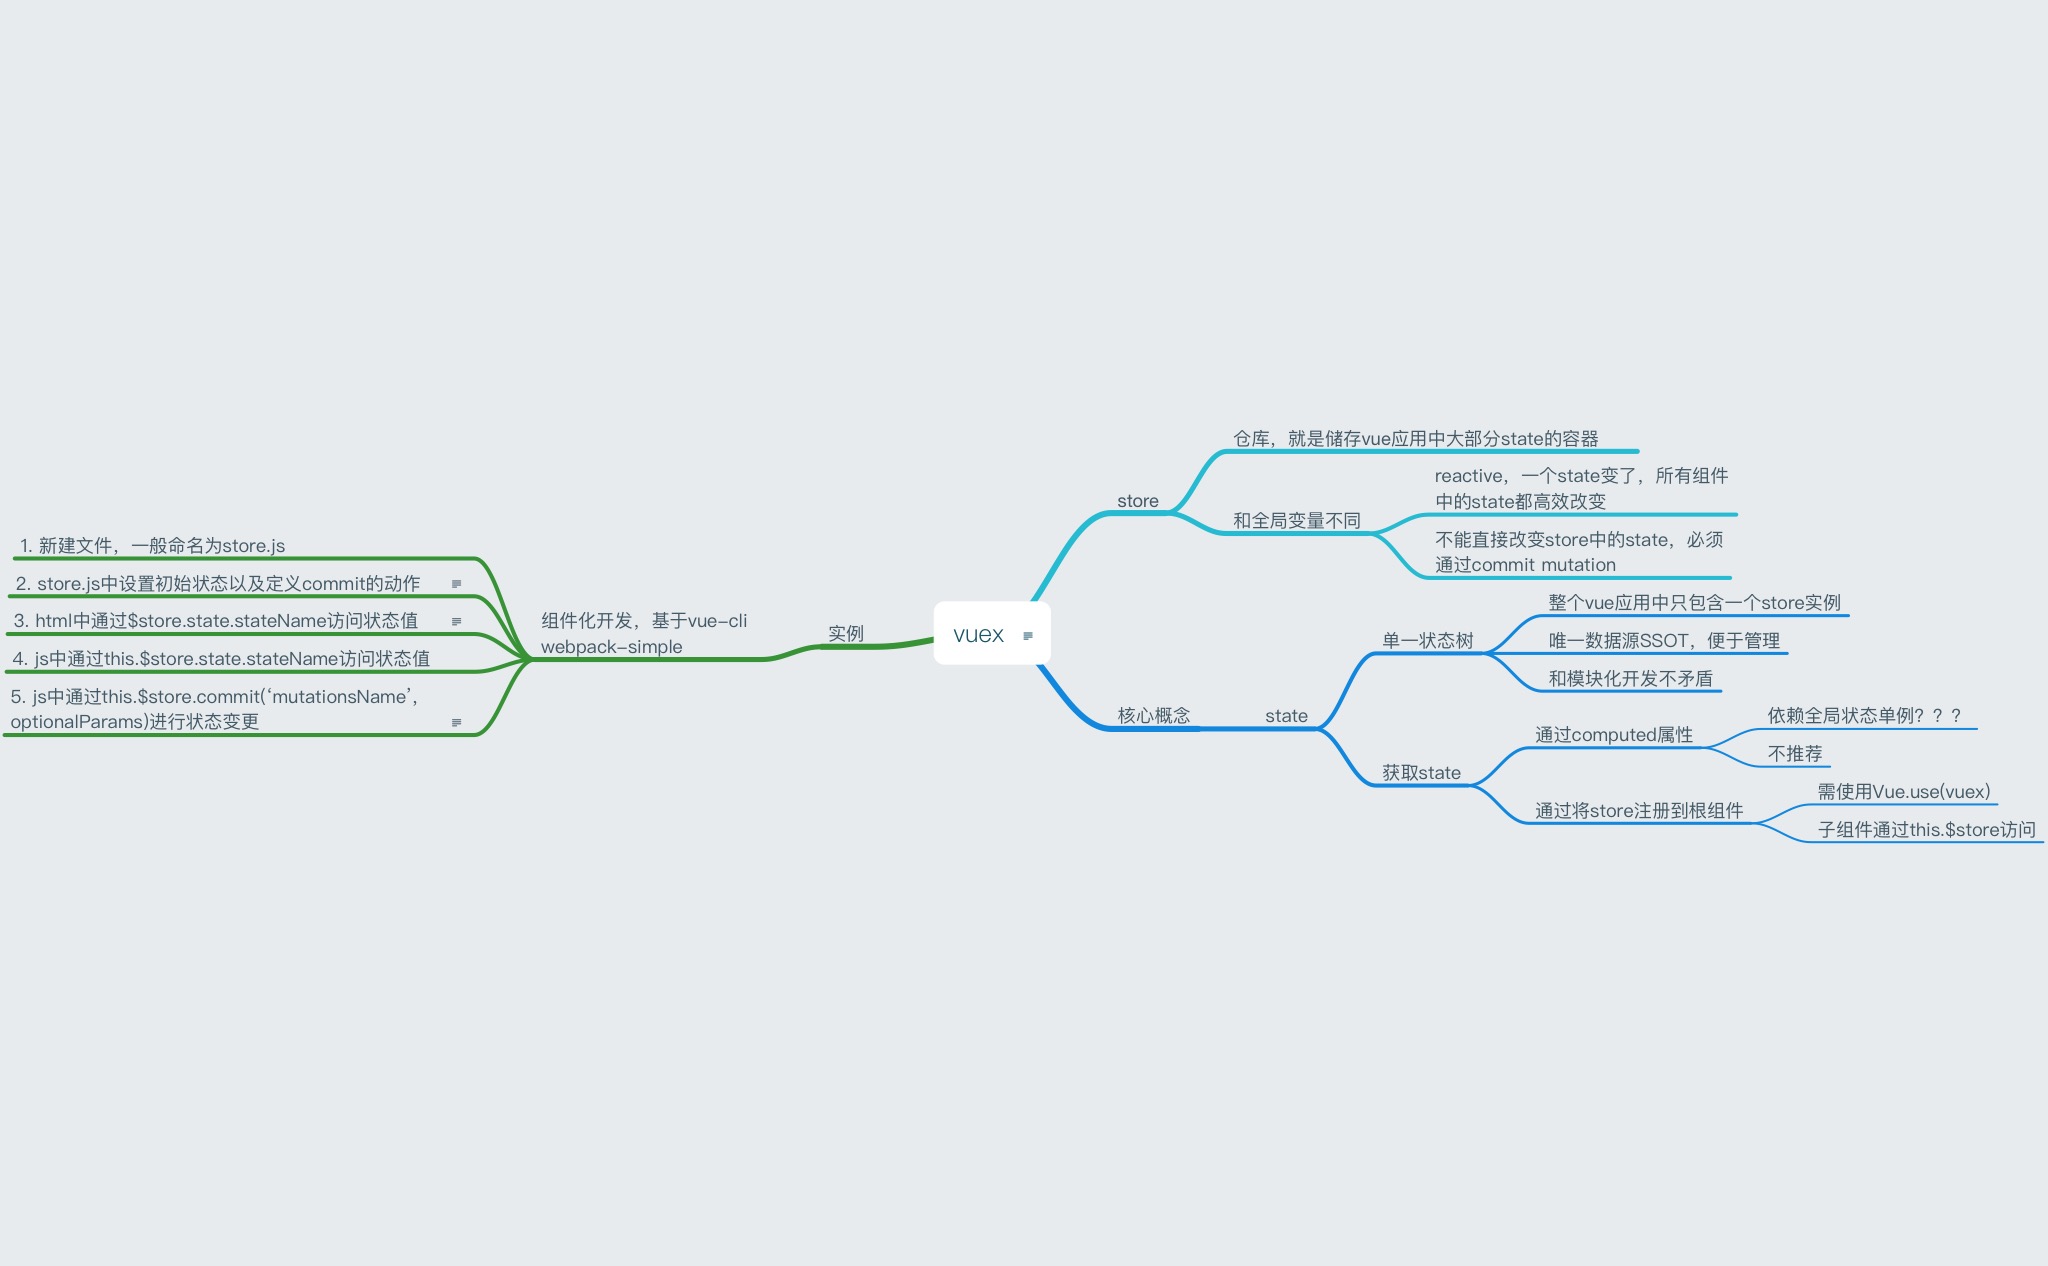 vuex
store
仓库，就是储存vue应用中大部分state的容器
和全局变量不同
reactive，一个state变了，所有组件
中的state都高效改变
不能直接改变store中的state，必须
通过commit mutation
核心概念
state
单一状态树
整个vue应用中只包含一个store实例
唯一数据源SSOT，便于管理
和模块化开发不矛盾
获取state
通过computed属性
依赖全局状态单例？？？
不推荐
通过将store注册到根组件
需使用Vue.use(vuex)
子组件通过this.$store访问
实例
组件化开发，基于vue-cli
webpack-simple
1. 新建文件，一般命名为store.js
2. store.js中设置初始状态以及定义commit的动作
3. html中通过$store.state.stateName访问状态值
4. js中通过this.$store.state.stateName访问状态值
5. js中通过this.$store.commit(‘mutationsName’,
optionalParams)进行状态变更